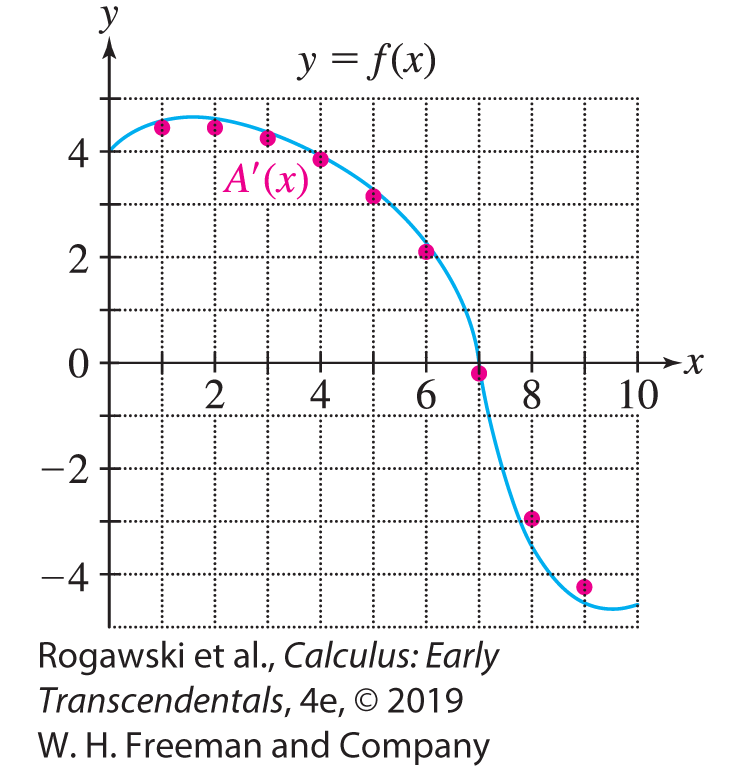 y
y = f(x)
4
A′(x)
2
0
x
2 4 6 8 10
−2
−4
Rogawski et al., Calculus: Early
Transcendentals, 4e, © 2019
W. H. Freeman and Company